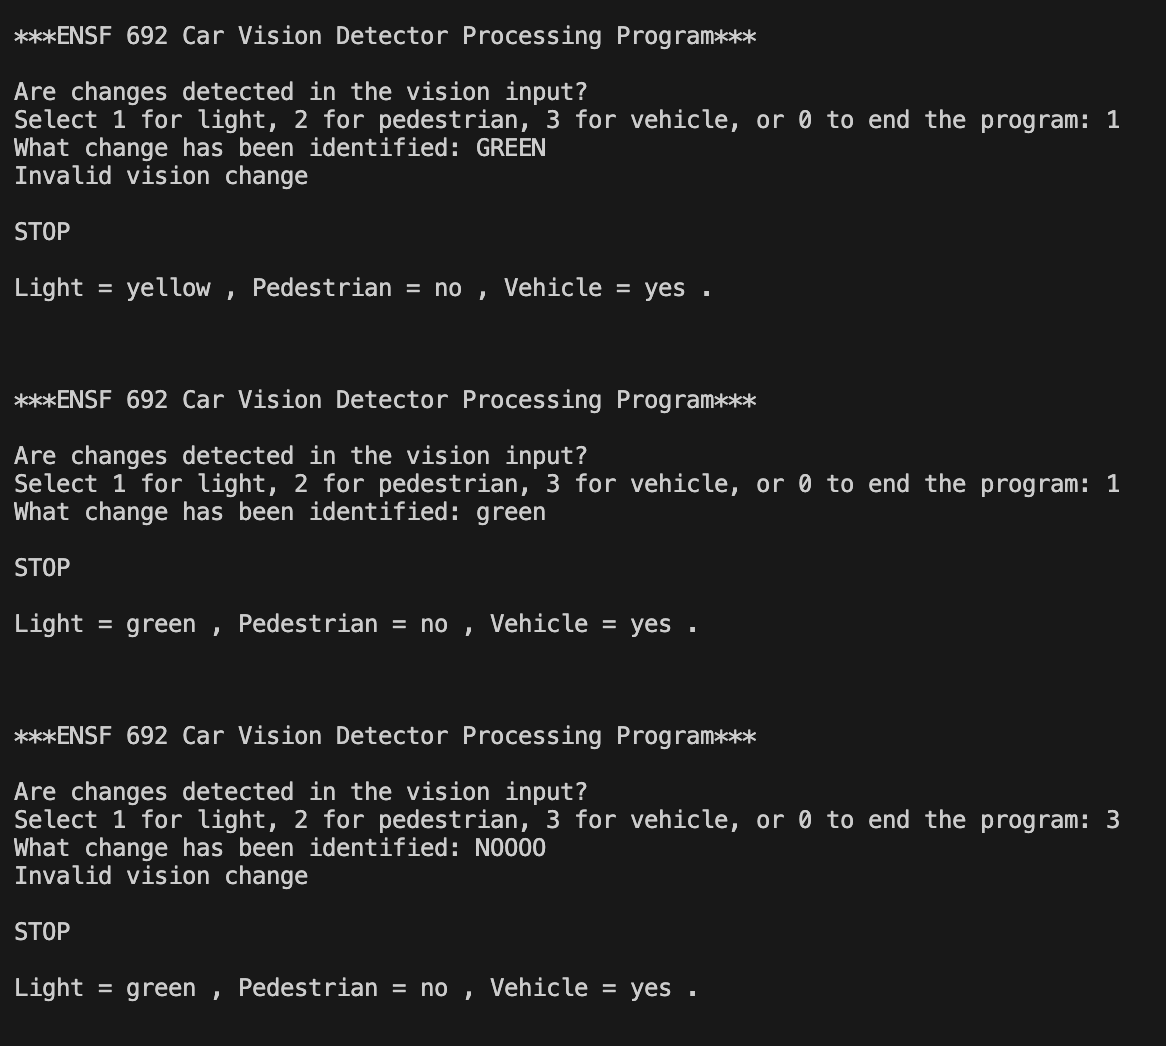 ***ENSF 692 Car Vision Detector Processing Program***
Are changes detected in the vision input?
Select 1 for light, 2 for pedestrian, 3 for vehicle, or 0 to end the program: 1
What change has been identified: GREEN
Invalid vision change
STOP
Light = yellow , Pedestrian = no , Vehicle = yes .
***ENSF 692 Car Vision Detector Processing Program***
Are changes detected in the vision input?
Select 1 for light, 2 for pedestrian, 3 for vehicle, or 0 to end the program: 1
What change has been identified: green
STOP
Light = green , Pedestrian = no , Vehicle = yes .
***ENSF 692 Car Vision Detector Processing Program***
Are changes detected in the vision input?
Select 1 for light, 2 for pedestrian, 3 for vehicle, or 0 to end the program: 3
What change has been identified: NOOOO
Invalid vision change
STOP
Light = green , Pedestrian = no , Vehicle = yes .